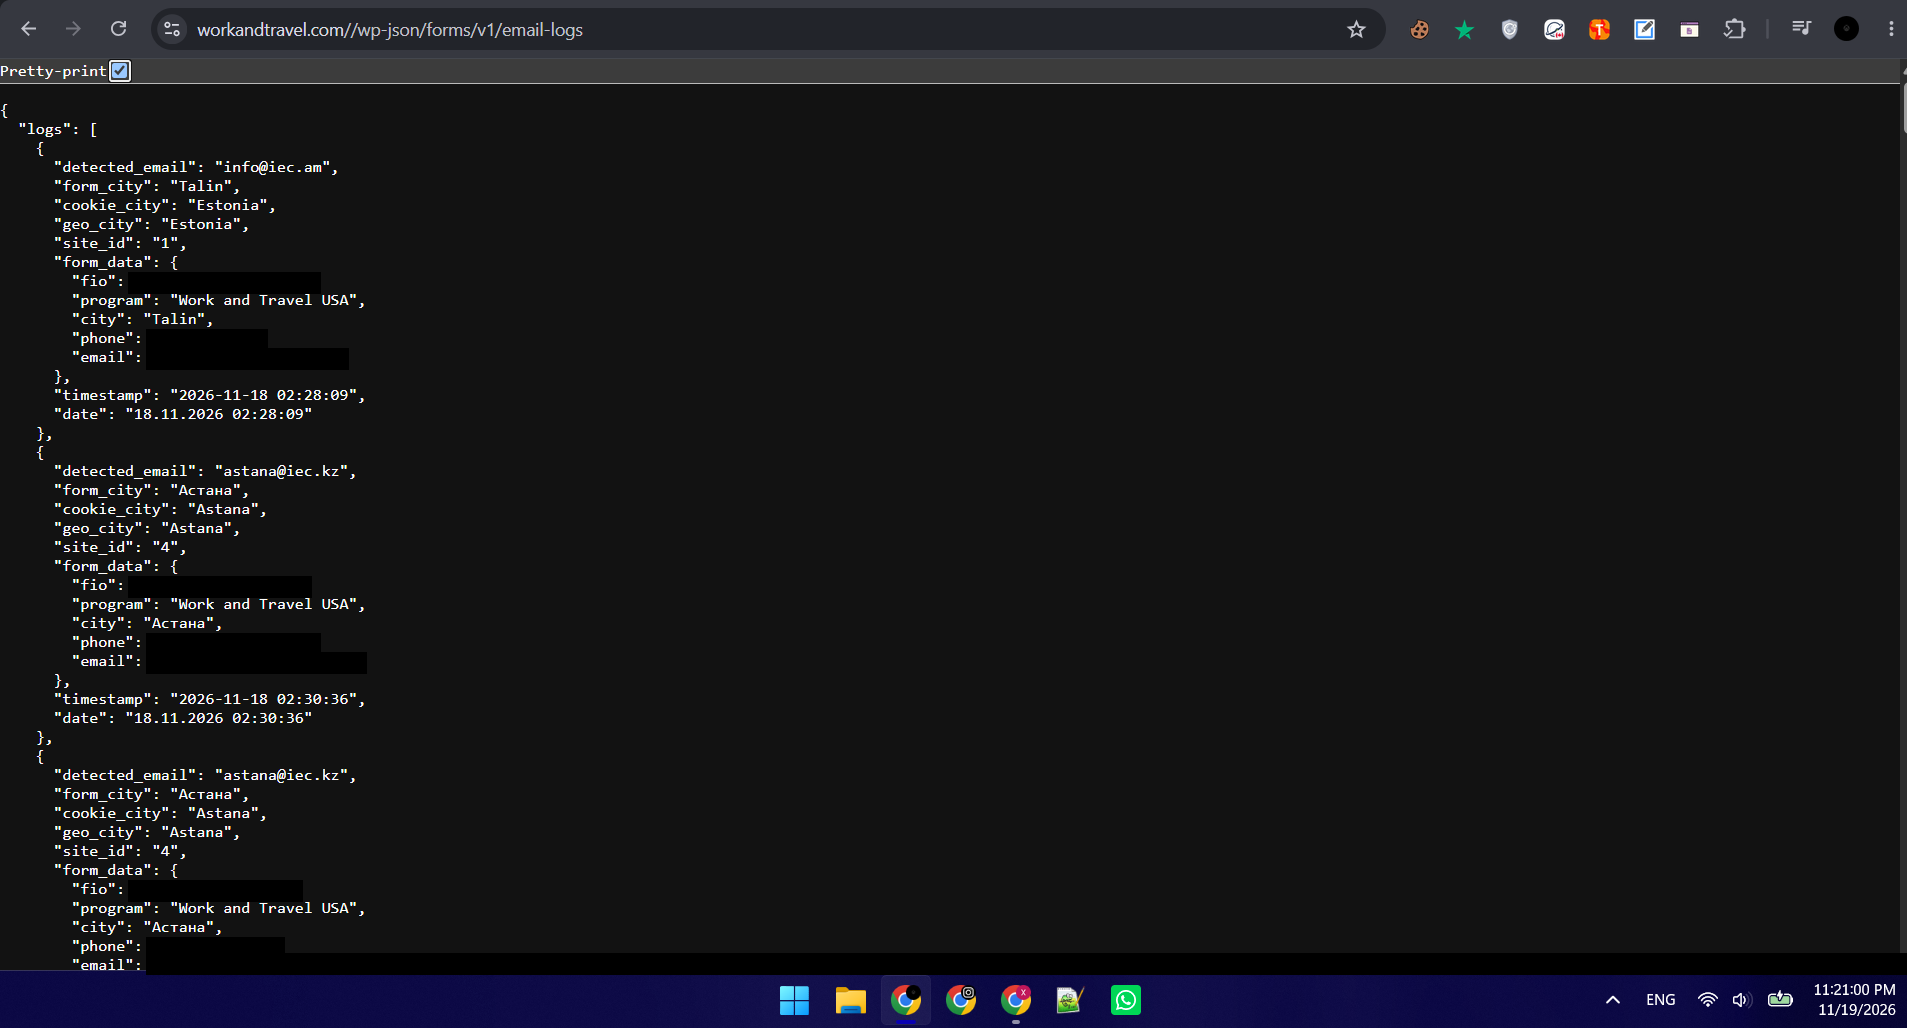 workandtravel.com//wp-json/forms/v1/email-logs
Pretty-print
{
"logs": [
{
"detected_email": "info@iec.am",
"form_city": "Talin",
"cookie_city": "Estonia",
"geo_city": "Estonia",
"site_id": "1",
"form_data": {
"fio":
"program": "Work and Travel USA",
"city": "Talin",
"phone":
"email":
},
"timestamp": "2026-11-18 02:28:09",
"date": "18.11.2026 02:28:09"
},
{
"detected_email": "astana@iec.kz",
"form_city": "Астана",
"cookie_city": "Astana",
"geo_city": "Astana",
"site_id": "4",
"form_data": {
"fio":
"program": "Work and Travel USA",
"city": "Астана",
"phone":
"email":
},
"timestamp": "2026-11-18 02:30:36",
"date": "18.11.2026 02:30:36"
},
{
"detected_email": "astana@iec.kz",
"form_city": "Астана",
"cookie_city": "Astana",
"geo_city": "Astana",
"site_id": "4",
"form_data": {
"fio":
"program": "Work and Travel USA",
"city": "Астана",
"phone":
"email":
ENG
11:21:00 PM
11/19/2026